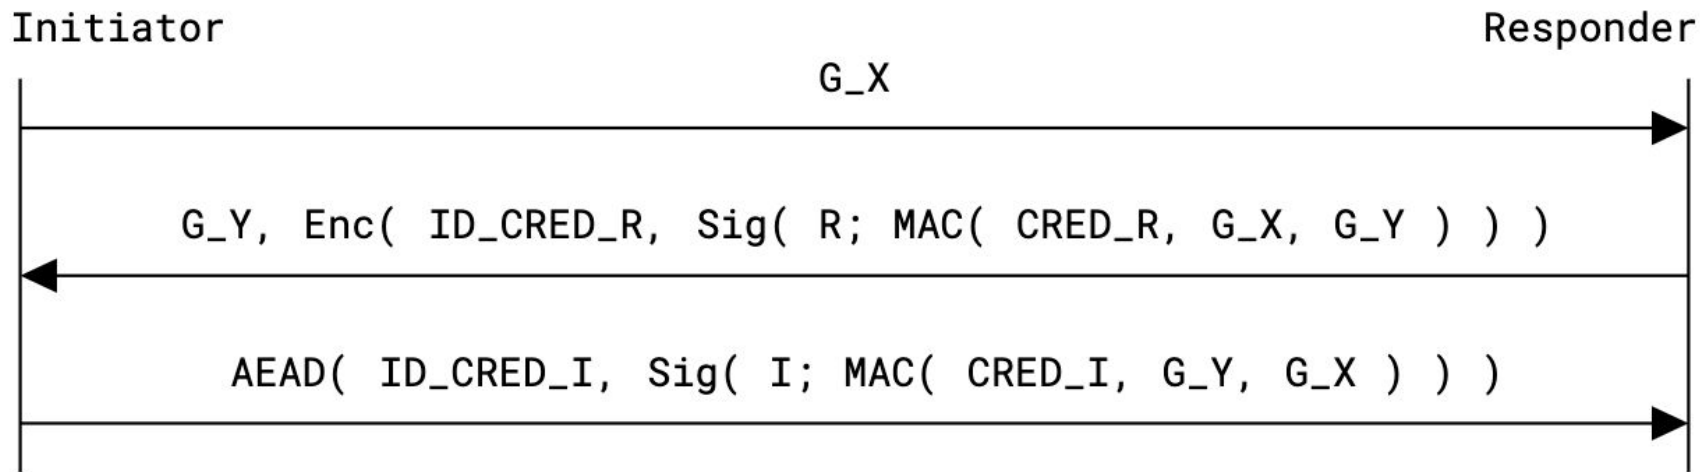 Initiator Responder
G_X
G_Y, Enc( ID_CRED_R, Sig( R; MAC( CRED_R, G_X, G_Y ) ) )
AEAD( ID_CRED_I, Sig( I; MAC( CRED_I, G_Y, G_X ) ) )